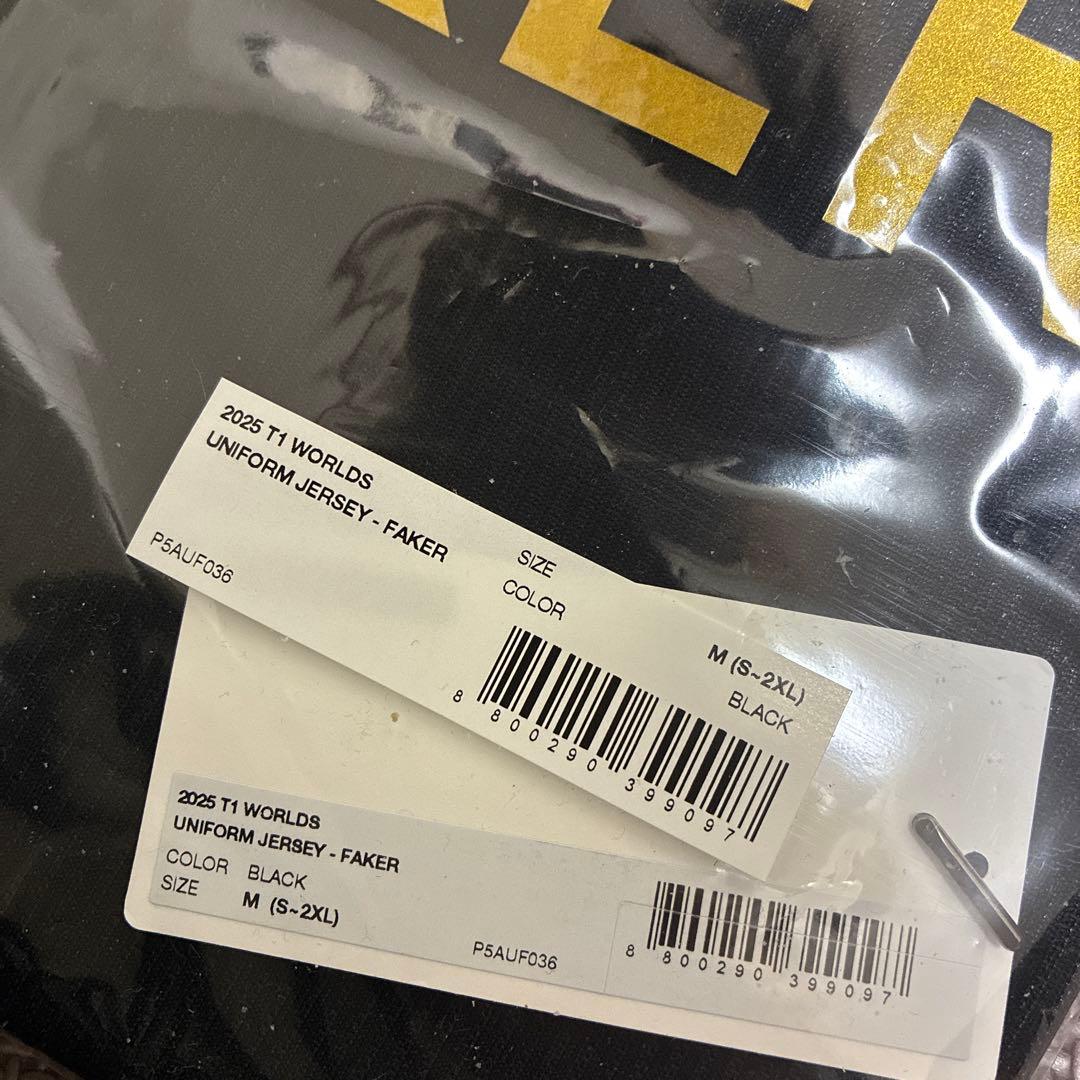 ER
2025 T1 WORLDS
UNIFORM JERSEY - FAKER
P5AUF036
SIZE
COLOR
M (S~2XL)
BLACK
8 800290 399097
2025 T1 WORLDS
UNIFORM JERSEY - FAKER
COLOR BLACK
SIZE M (S~2XL)
P5AUF036
8 800290 399097